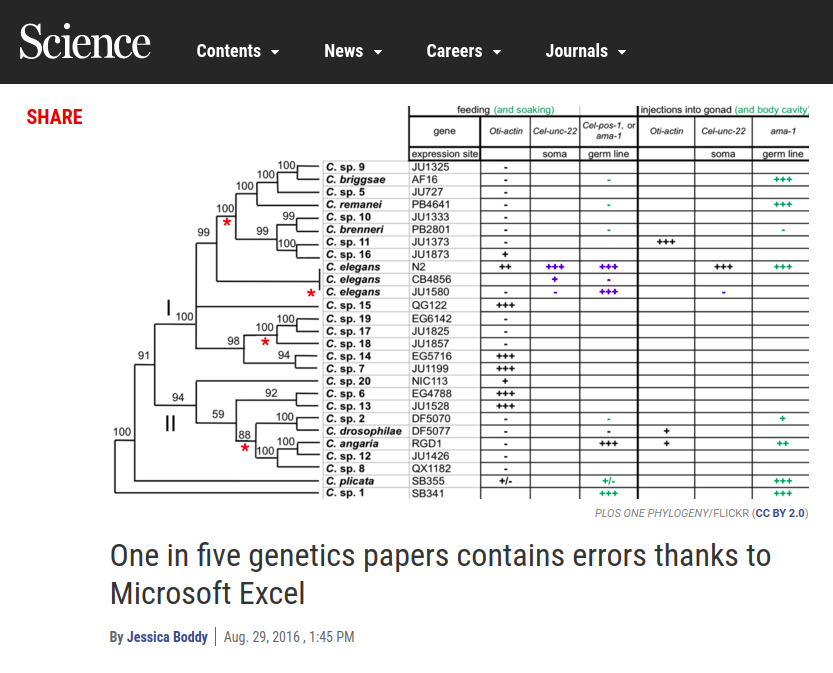 Science
Contents News Careers Journals
SHARE
feeding (and soaking) injections into gonad (and body cavity)
gene Oti-actin Cel-unc-22 Cel-pos-1, or ama-1 Oti-actin Cel-unc-22 ama-1
expression site soma germ line soma germ line
100 C. sp. 9 JU1325 -
100 C. briggsae AF16 - - +++
100 C. sp. 5 JU727 -
100 C. remanei PB4641 - - +++
* 99 C. sp. 10 JU1333 -
99 99 C. brenneri PB2801 - - -
100 C. sp. 11 JU1373 - +++
C. sp. 16 JU1873 +
C. elegans N2 ++ +++ +++ +++ +++
C. elegans CB4856 + -
* C. elegans JU1580 - - +++ -
I C. sp. 15 QG122 +++
100 100 C. sp. 19 EG6142 -
100 C. sp. 17 JU1825 -
98 * C. sp. 18 JU1857 -
91 94 C. sp. 14 EG5716 +++
C. sp. 7 JU1199 +++
C. sp. 20 NIC113 +
94 92 C. sp. 6 EG4788 +++
C. sp. 13 JU1528 +++
II 59 100 C. sp. 2 DF5070 - - +
100 88 C. drosophilae DF5077 - - +
* 100 100 C. angaria RGD1 - +++ + ++
C. sp. 12 JU1426 -
C. sp. 8 QX1182 -
C. plicata SB355 +/- +/- +++
C. sp. 1 SB341 +++ +++
PLOS ONE PHYLOGENY/FLICKR (CC BY 2.0)
One in five genetics papers contains errors thanks to
Microsoft Excel
By Jessica Boddy | Aug. 29, 2016 , 1:45 PM